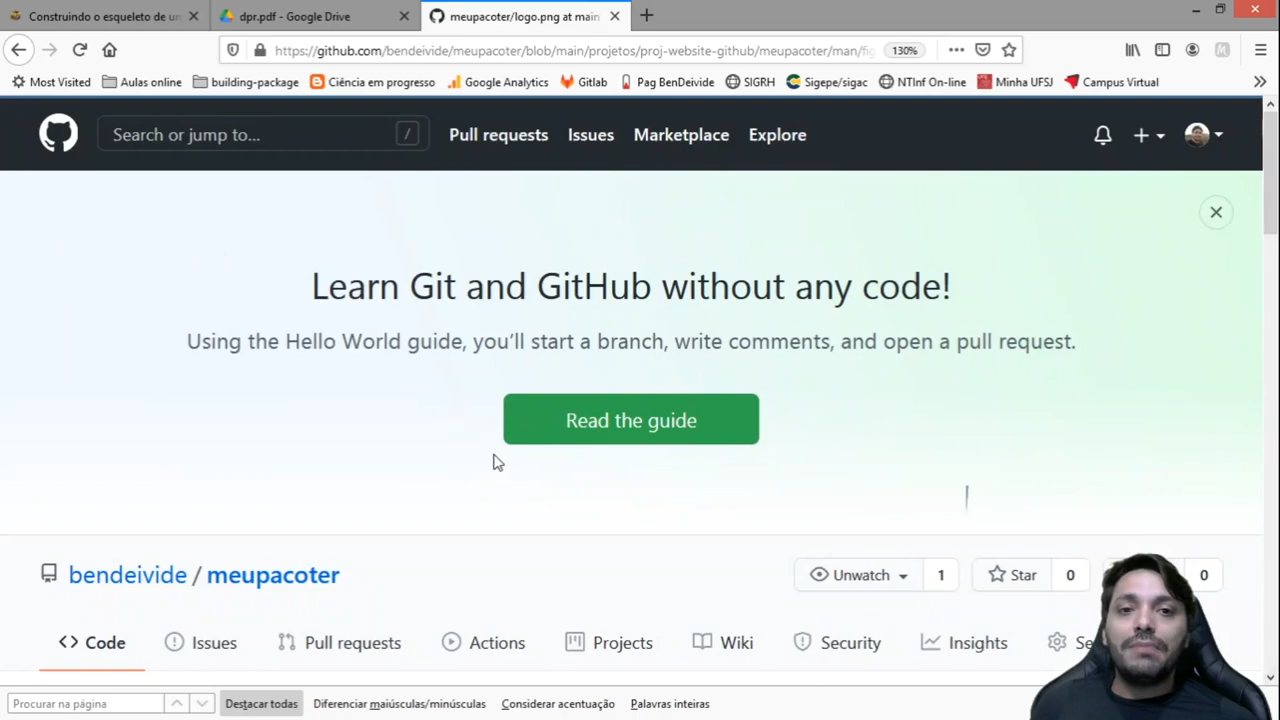 Construindo o esqueleto de un
dpr.pdf - Google Drive
meupacoter/logo.png at main
https://github.com/bendeivide/meupacoter/blob/main/projetos/proj-website-github/meupacoter/man/fig
130%
Most Visited
Aulas online
building-package
Ciência em progresso
Google Analytics
Gitlab
Pag BenDeivide
SIGRH
Sigepe/sigac
NTInf On-line
Minha UFSJ
Campus Virtual
Search or jump to...
/
Pull requests
Issues
Marketplace
Explore
Learn Git and GitHub without any code!
Using the Hello World guide, you'll start a branch, write comments, and open a pull request.
Read the guide
bendeivide / meupacoter
Unwatch
1
Star
0
0
Code
Issues
Pull requests
Actions
Projects
Wiki
Security
Insights
Se
Procurar na página
Destacar todas
Diferenciar maiúsculas/minúsculas
Considerar acentuação
Palavras inteiras